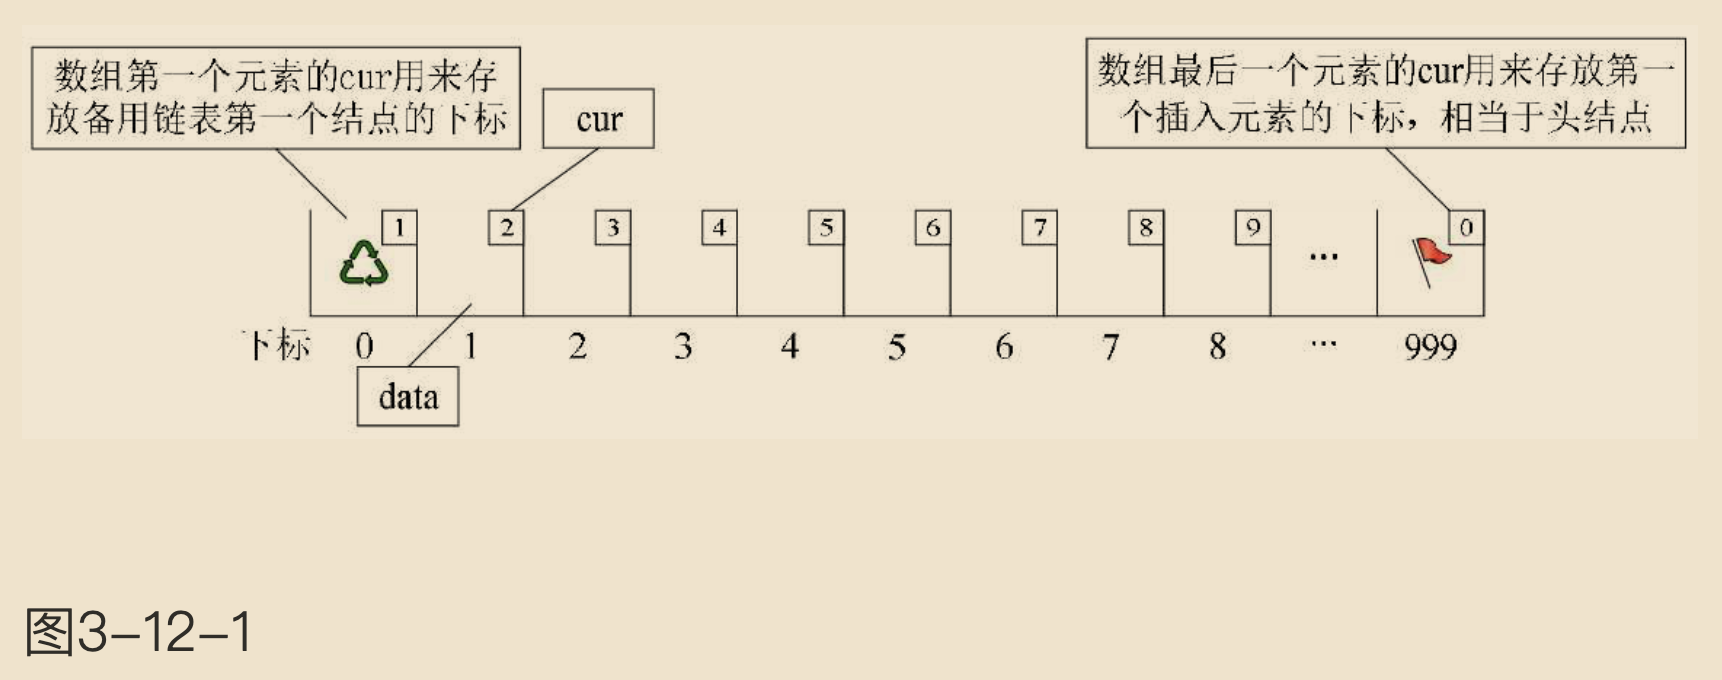 数组第一个元素的cur用来存
放备用链表第一个结点的下标
cur
数组最后一个元素的cur用来存放第一
个插入元素的下标，相当于头结点
1 2 3 4 5 6 7 8 9 ... 0
下标 0 1 2 3 4 5 6 7 8 ... 999
data
图3-12-1